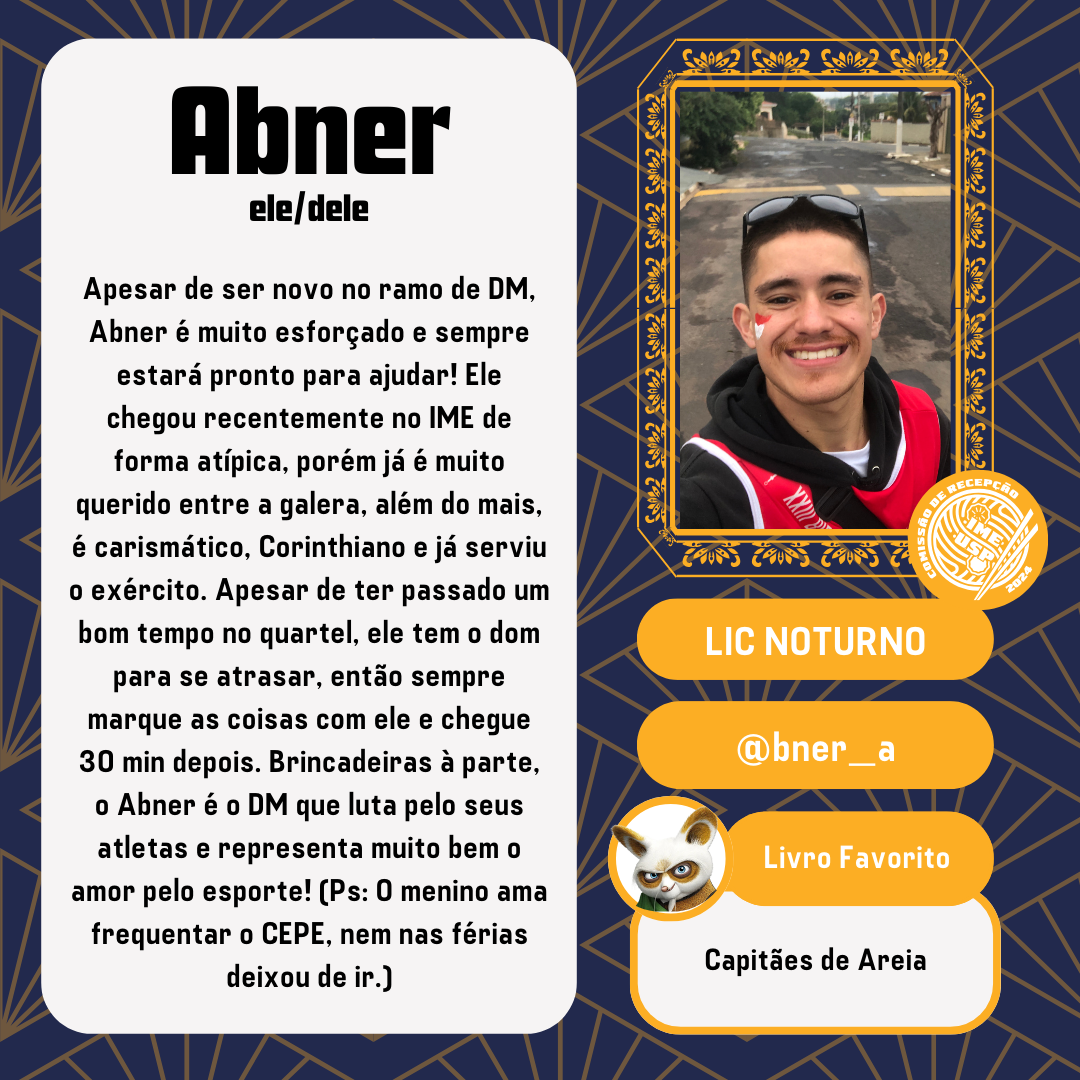 Abner
ele/dele
Apesar de ser novo no ramo de DM,
Abner é muito esforçado e sempre
estará pronto para ajudar! Ele
chegou recentemente no IME de
forma atípica, porém já é muito
querido entre a galera, além do mais,
é carismático, Corinthiano e já serviu
o exército. Apesar de ter passado um
bom tempo no quartel, ele tem o dom
para se atrasar, então sempre
marque as coisas com ele e chegue
30 min depois. Brincadeiras à parte,
o Abner é o DM que luta pelo seus
atletas e representa muito bem o
amor pelo esporte! (Ps: O menino ama
frequentar o CEPE, nem nas férias
deixou de ir.)
XXIII
COMISSÃO DE RECEPÇÃO
IME
USP
2024
LIC NOTURNO
@bner__a
Livro Favorito
Capitães de Areia